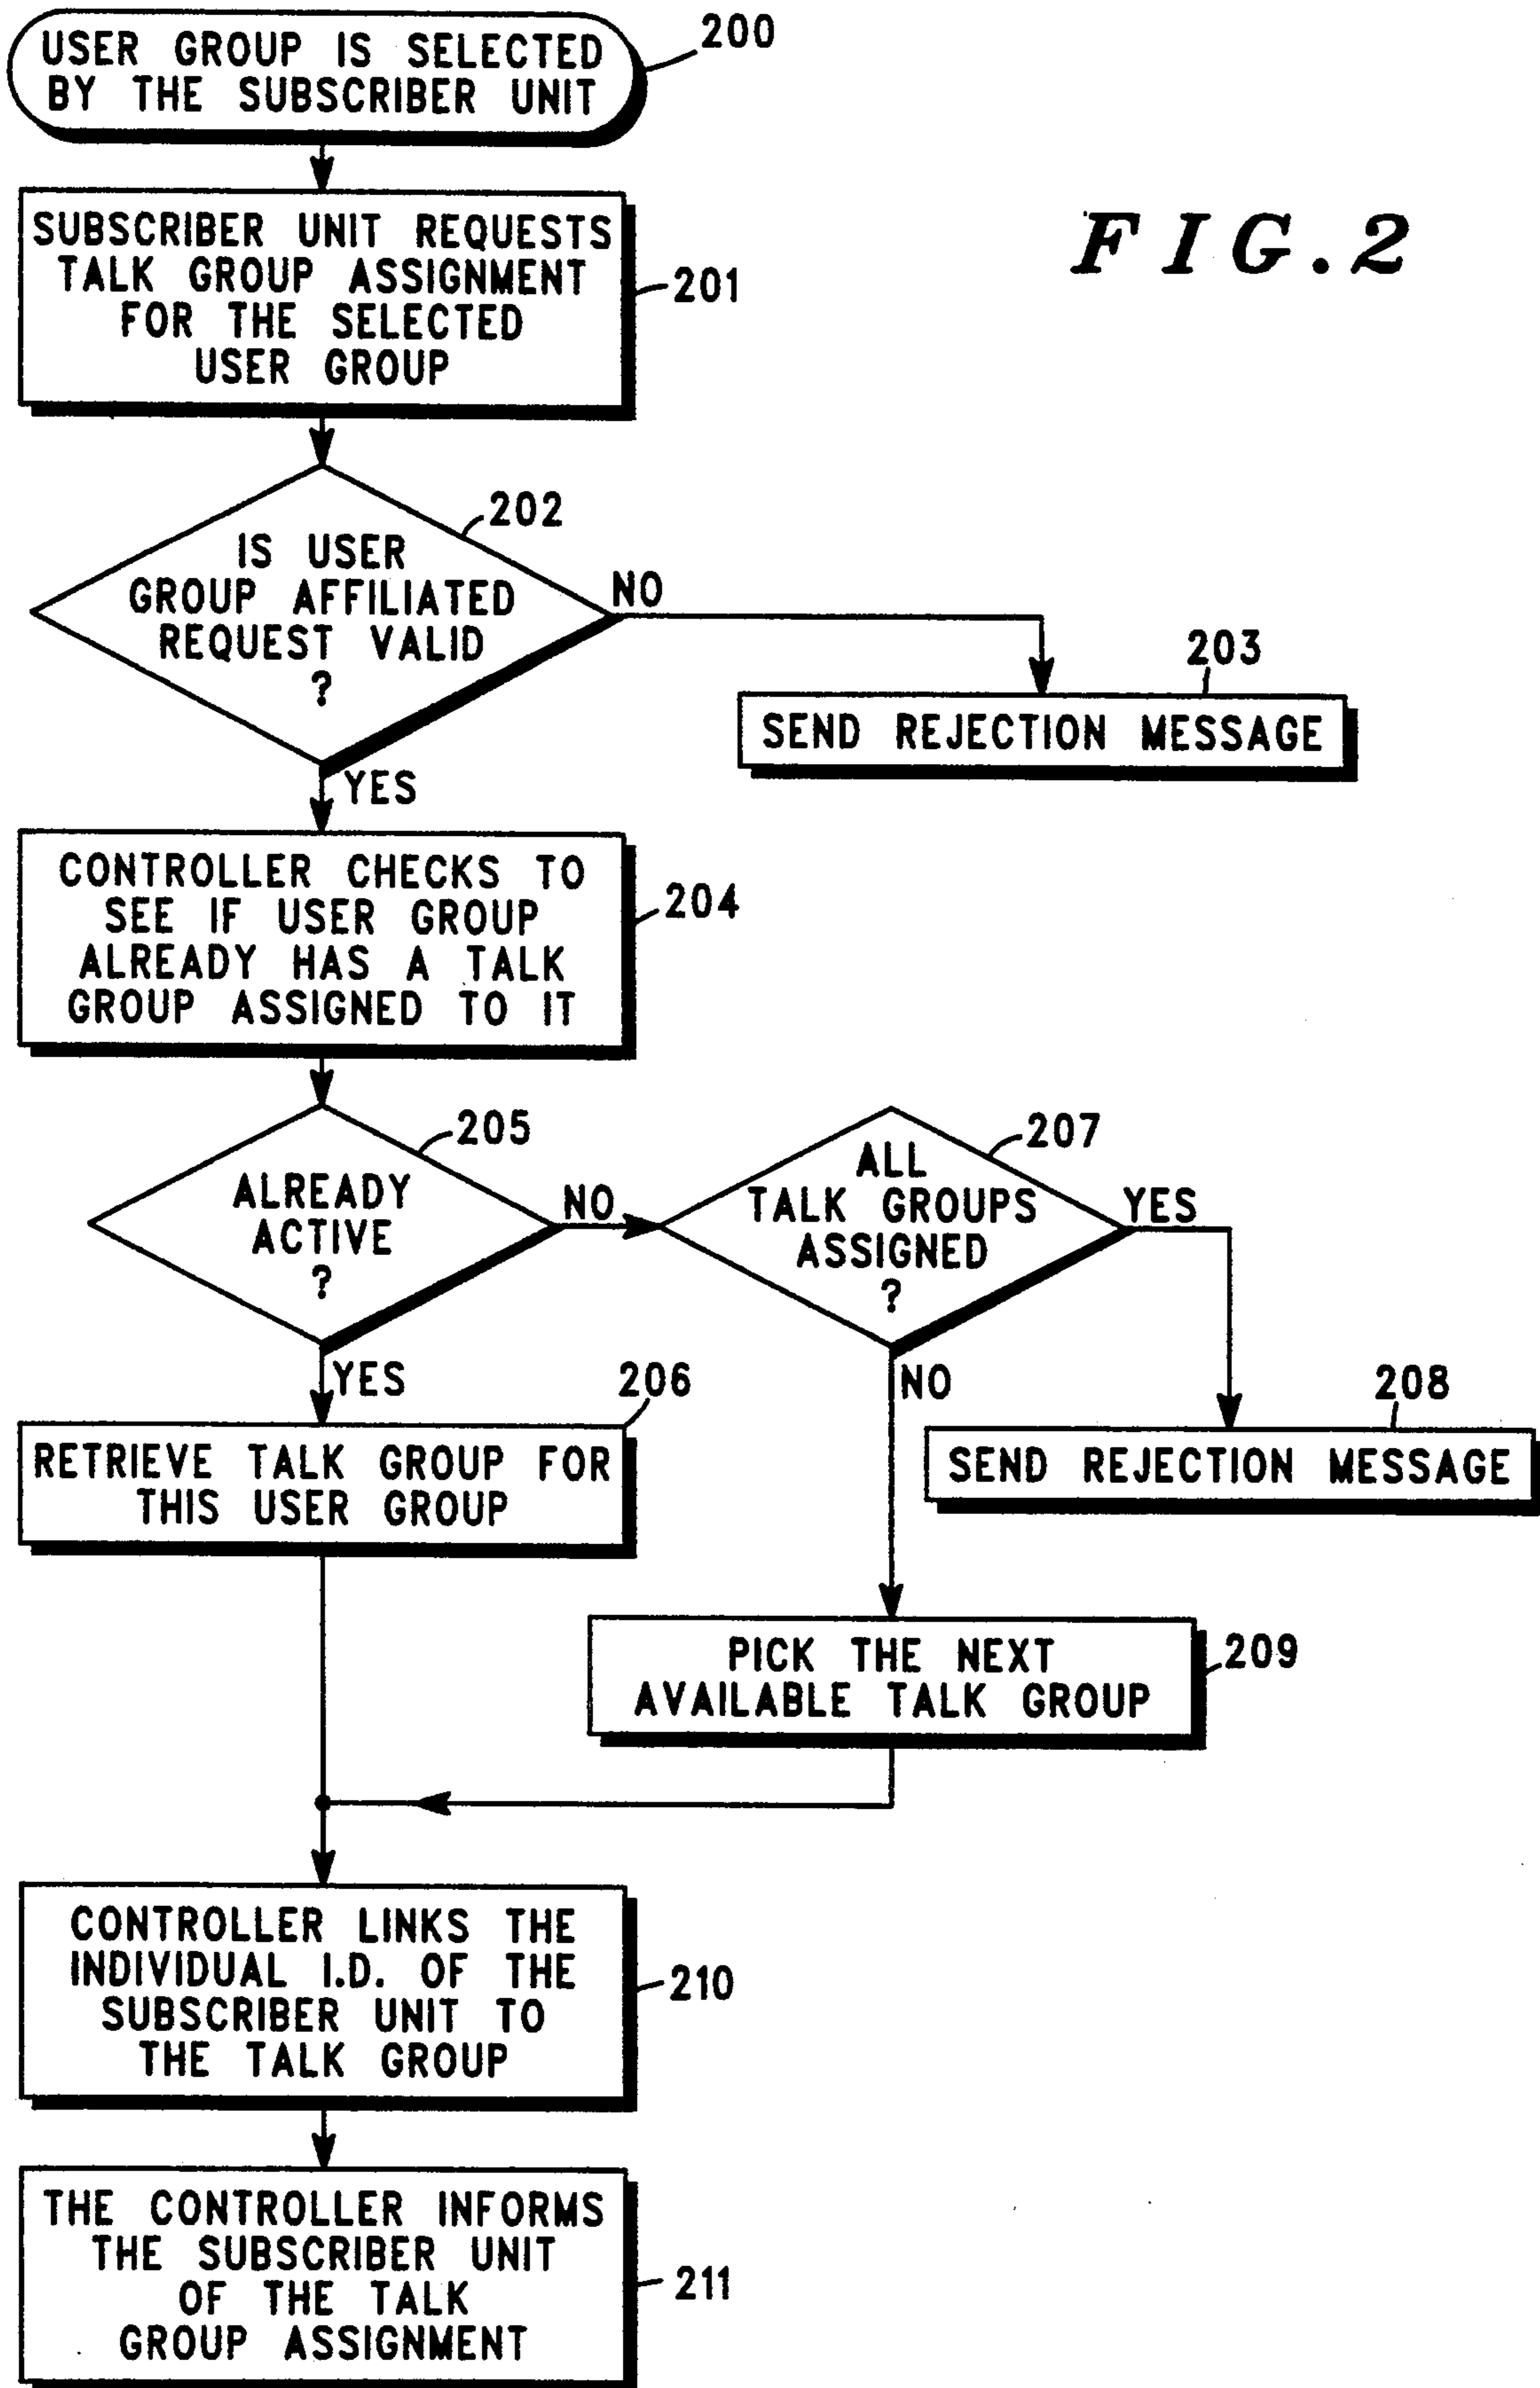 USER GROUP IS SELECTED
BY THE SUBSCRIBER UNIT
200
SUBSCRIBER UNIT REQUESTS
TALK GROUP ASSIGNMENT
FOR THE SELECTED
USER GROUP
201
FIG.2
202
IS USER
GROUP AFFILIATED
REQUEST VALID
?
NO
203
SEND REJECTION MESSAGE
YES
CONTROLLER CHECKS TO
SEE IF USER GROUP
ALREADY HAS A TALK
GROUP ASSIGNED TO IT
204
205
ALREADY
ACTIVE
?
NO
207
ALL
TALK GROUPS
ASSIGNED
?
YES
YES
206
NO
208
RETRIEVE TALK GROUP FOR
THIS USER GROUP
SEND REJECTION MESSAGE
PICK THE NEXT
AVAILABLE TALK GROUP
209
CONTROLLER LINKS THE
INDIVIDUAL I.D. OF THE
SUBSCRIBER UNIT TO
THE TALK GROUP
210
THE CONTROLLER INFORMS
THE SUBSCRIBER UNIT
OF THE TALK
GROUP ASSIGNMENT
211